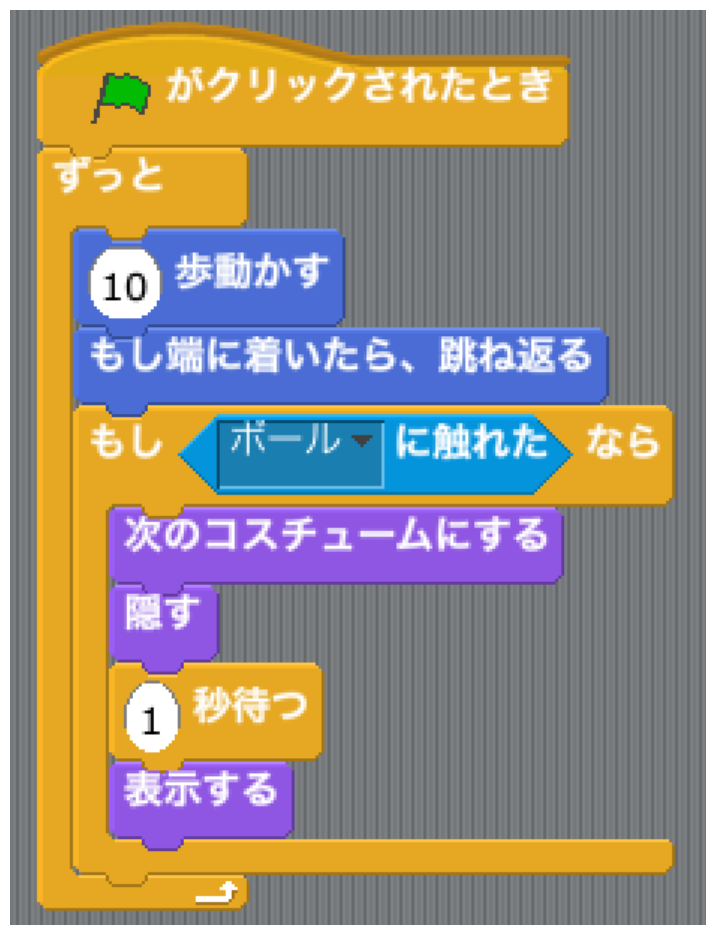 がクリックされたとき
ずっと
10 歩動かす
もし端に着いたら、跳ね返る
もし ボール に触れた なら
次のコスチュームにする
隠す
1 秒待つ
表示する